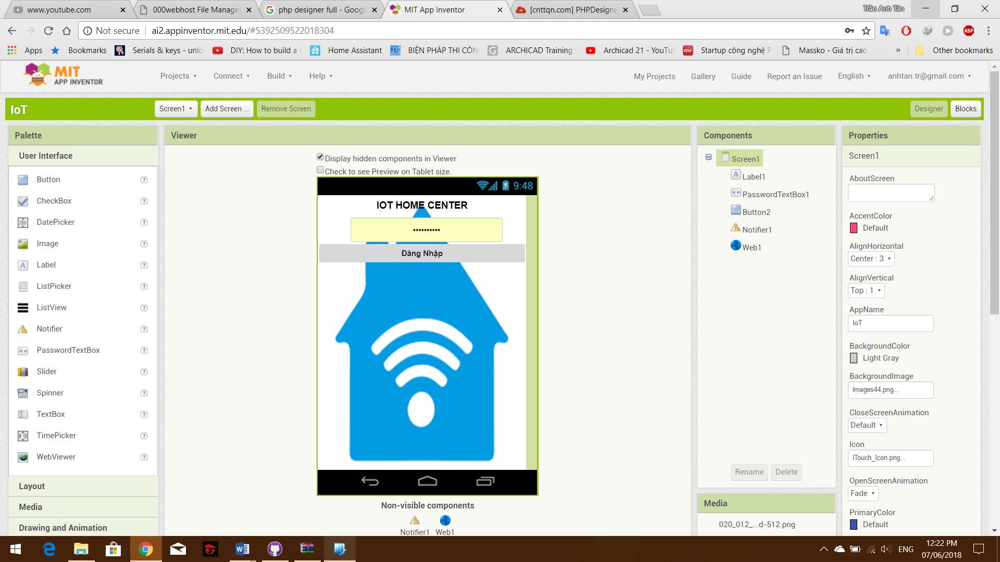 www.youtube.com
000webhost File Manage
php designer full - Goog
MIT App Inventor
[cnttqn.com] PHPDesigne
Trần Anh Tân
Not secure
ai2.appinventor.mit.edu/#5392509522018304
Apps
Bookmarks
Serials & keys - unlo
DIY: How to build a
Home Assistant
BIỆN PHÁP THI CÔN
ARCHICAD Training
Archicad 21 - YouTu
Startup công nghệ P
Massko - Giá trị cao
»
Other bookmarks
MIT
APP INVENTOR
Projects
Connect
Build
Help
My Projects
Gallery
Guide
Report an Issue
English
anhtan.tr@gmail.com
IoT
Screen1
Add Screen ...
Remove Screen
Designer
Blocks
Palette
User Interface
Button
CheckBox
DatePicker
Image
Label
ListPicker
ListView
Notifier
PasswordTextBox
Slider
Spinner
TextBox
TimePicker
WebViewer
Layout
Media
Drawing and Animation
Viewer
Display hidden components in Viewer
Check to see Preview on Tablet size.
9:48
IOT HOME CENTER
••••••••••
Đăng Nhập
Non-visible components
Notifier1
Web1
Components
Screen1
Label1
PasswordTextBox1
Button2
Notifier1
Web1
Rename
Delete
Media
020_012_...d-512.png
Properties
Screen1
AboutScreen
AccentColor
Default
AlignHorizontal
Center : 3
AlignVertical
Top : 1
AppName
IoT
BackgroundColor
Light Gray
BackgroundImage
images44.png...
CloseScreenAnimation
Default
Icon
iTouch_Icon.png...
OpenScreenAnimation
Fade
PrimaryColor
Default
ENG
12:22 PM
07/06/2018